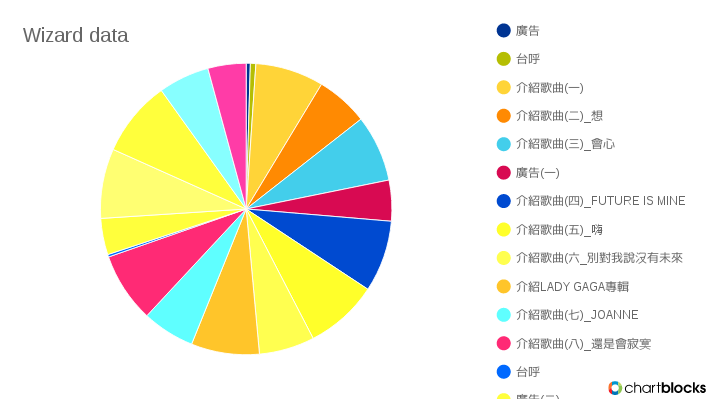 Wizard data
廣告
台呼
介紹歌曲(一)
介紹歌曲(二)_想
介紹歌曲(三)_會心
廣告(一)
介紹歌曲(四)_FUTURE IS MINE
介紹歌曲(五)_嗨
介紹歌曲(六_別對我說沒有未來
介紹LADY GAGA專輯
介紹歌曲(七)_JOANNE
介紹歌曲(八)_還是會寂寞
台呼
廣告(二)
chartblocks